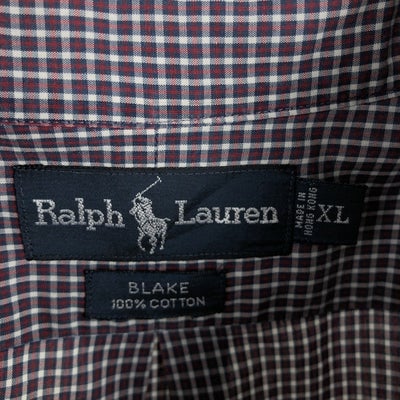 Ralph Lauren
MADE IN
HONG KONG
XL
BLAKE
100% COTTON